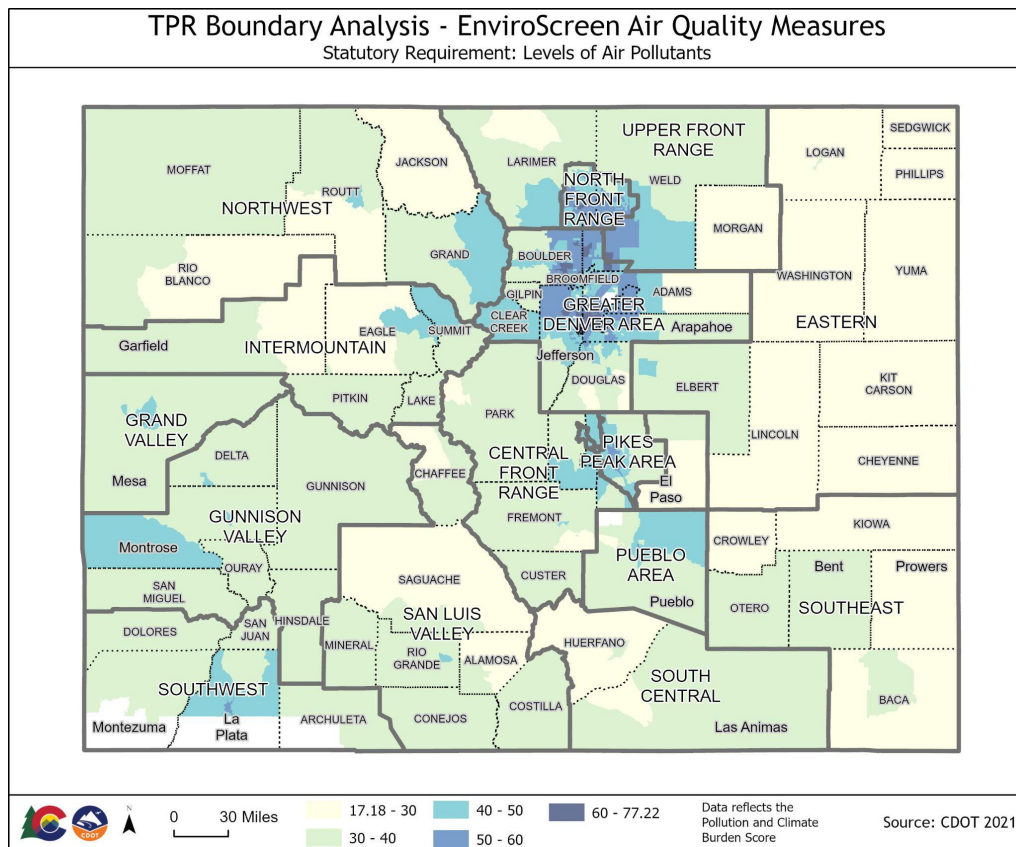 TPR Boundary Analysis - EnviroScreen Air Quality Measures
Statutory Requirement: Levels of Air Pollutants
MOFFAT
ROUTT
JACKSON
LARIMER
UPPER FRONT
RANGE
WELD
LOGAN
SEDGWICK
PHILLIPS
NORTHWEST
NORTH
FRONT
RANGE
MORGAN
RIO
BLANCO
GRAND
BOULDER
BROOMFIELD
GILPIN
ADAMS
WASHINGTON
YUMA
Garfield
INTERMOUNTAIN
EAGLE
SUMMIT
CLEAR
CREEK
GREATER
DENVER AREA
Arapahoe
EASTERN
Jefferson
DOUGLAS
ELBERT
KIT
CARSON
PITKIN
LAKE
PARK
GRAND
VALLEY
Mesa
DELTA
GUNNISON
CHAFFEE
CENTRAL
FRONT
RANGE
PIKES
PEAK AREA
El
Paso
LINCOLN
CHEYENNE
GUNNISON
VALLEY
Montrose
OURAY
FREMONT
PUEBLO
AREA
Pueblo
CROWLEY
KIOWA
SAN
MIGUEL
SAGUACHE
CUSTER
OTERO
Bent
Prowers
SOUTHEAST
DOLORES
SAN
JUAN
HINSDALE
MINERAL
SAN LUIS
VALLEY
RIO
GRANDE
ALAMOSA
HUERFANO
SOUTHWEST
SOUTH
CENTRAL
BACA
Montezuma
La
Plata
ARCHULETA
CONEJOS
COSTILLA
Las Animas
CDOT
N
0 30 Miles
17.18 - 30
30 - 40
40 - 50
50 - 60
60 - 77.22
Data reflects the
Pollution and Climate
Burden Score
Source: CDOT 2021